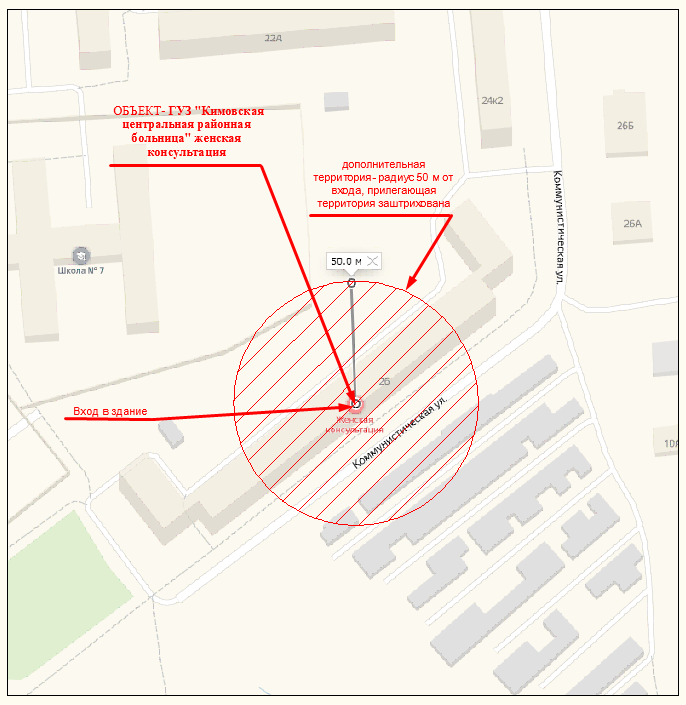 22А
24к2
26Б
ОБЪЕКТ- ГУЗ "Кимовская
центральная районная
больница" женская
консультация
дополнительная
территория- радиус 50 м от
входа, прилегающая
территория заштрихована
Коммунистическая ул.
26А
Школа № 7
50.0 м
26
Вход в здание
Женская
консультация
Коммунистическая ул.
10А